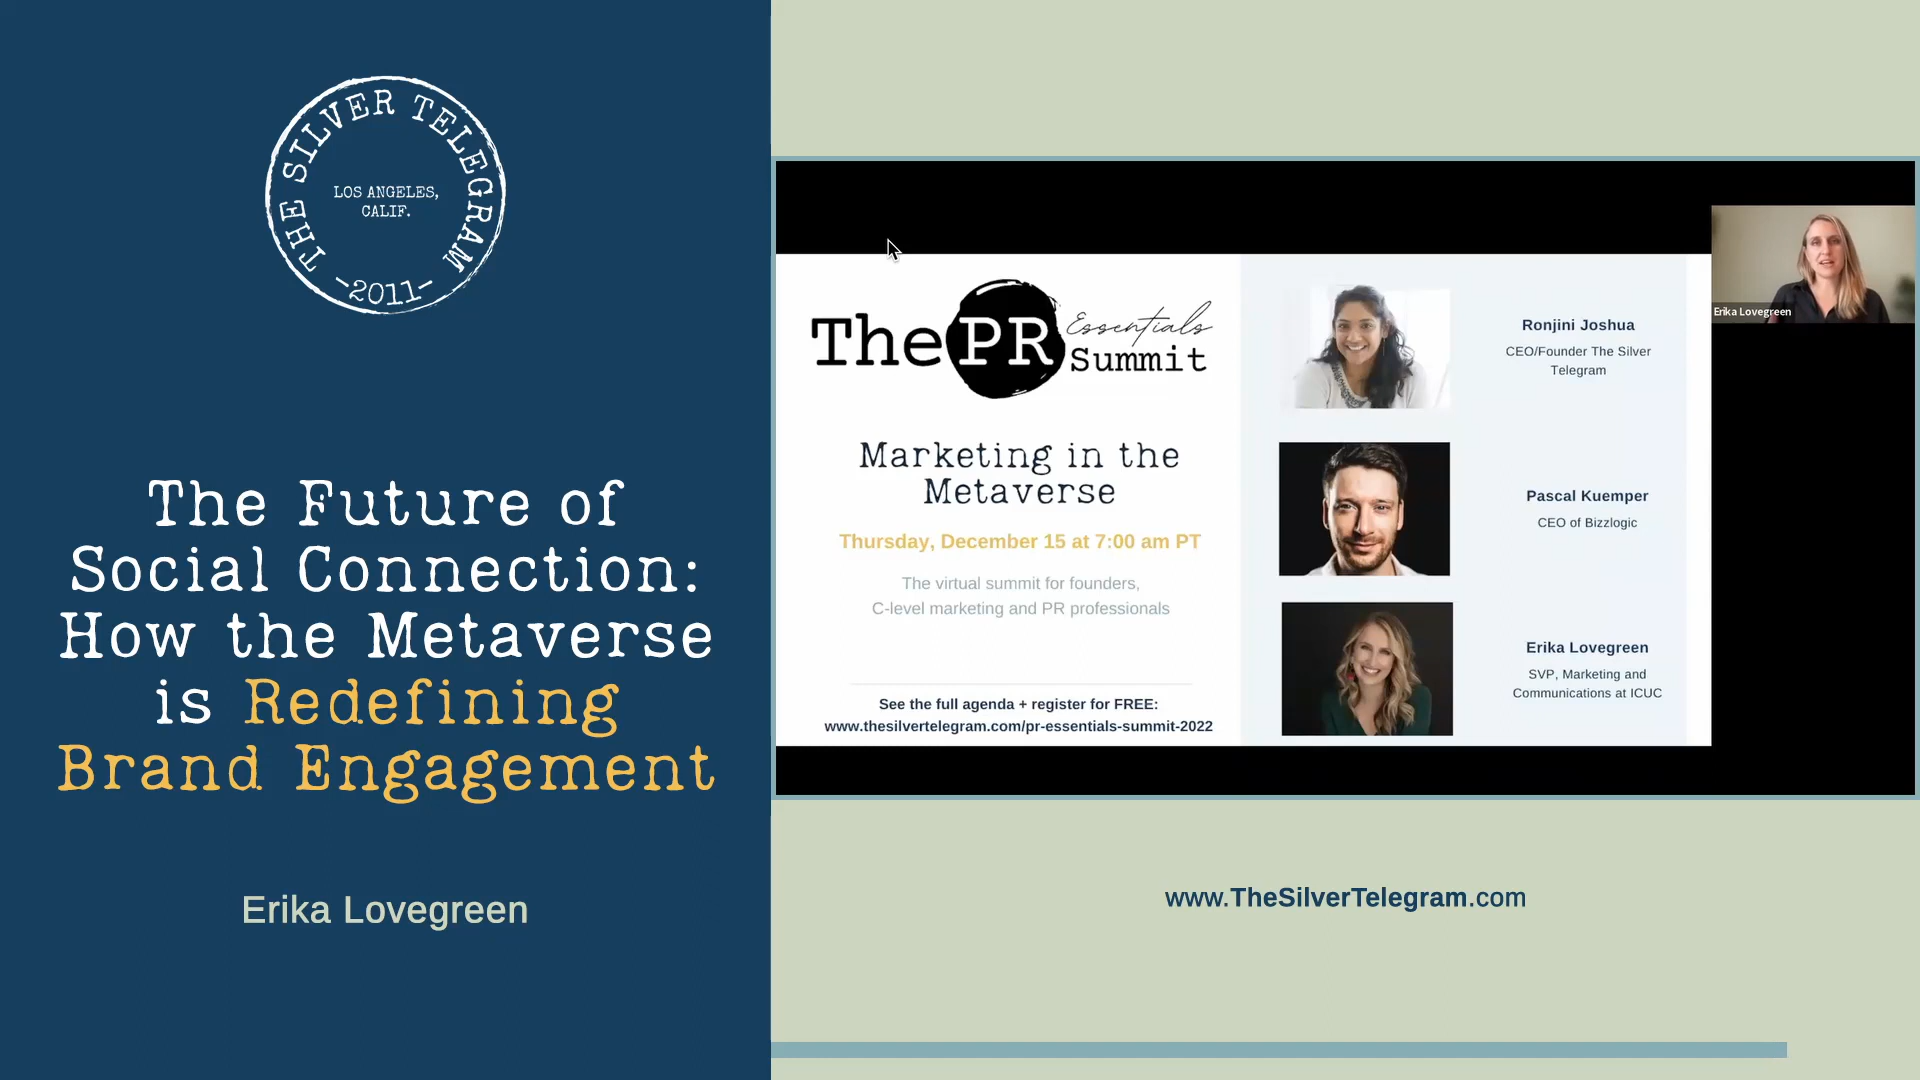 THE SILVER TELEGRAM
LOS ANGELES,
CALIF.
-2011-
The Future of
Social Connection:
How the Metaverse
is Redefining
Brand Engagement
Erika Lovegreen
The PR Essentials
Summit
Marketing in the
Metaverse
Thursday, December 15 at 7:00 am PT
The virtual summit for founders,
C-level marketing and PR professionals
See the full agenda + register for FREE:
www.thesilvertelegram.com/pr-essentials-summit-2022
Ronjini Joshua
CEO/Founder The Silver
Telegram
Pascal Kuemper
CEO of Bizzlogic
Erika Lovegreen
SVP, Marketing and
Communications at ICUC
Erika Lovegreen
www.TheSilverTelegram.com